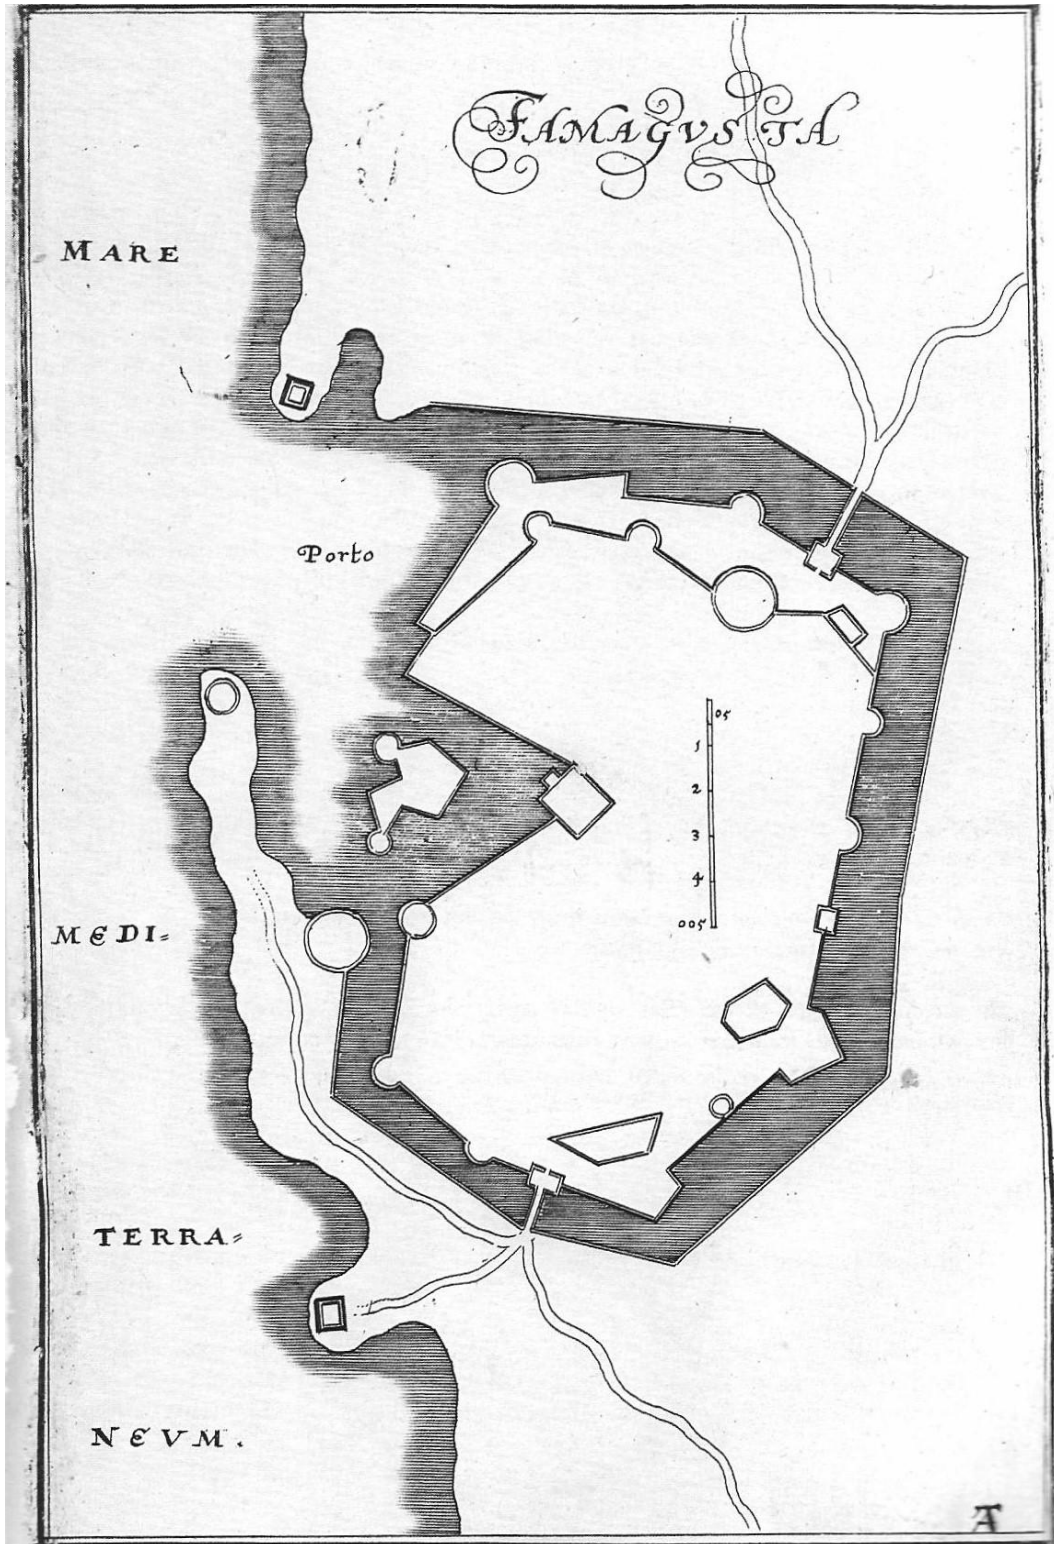 FAMAGVSTA
MARE
Porto
05
1
2
3
4
005
MEDI=
TERRA=
NEVM.